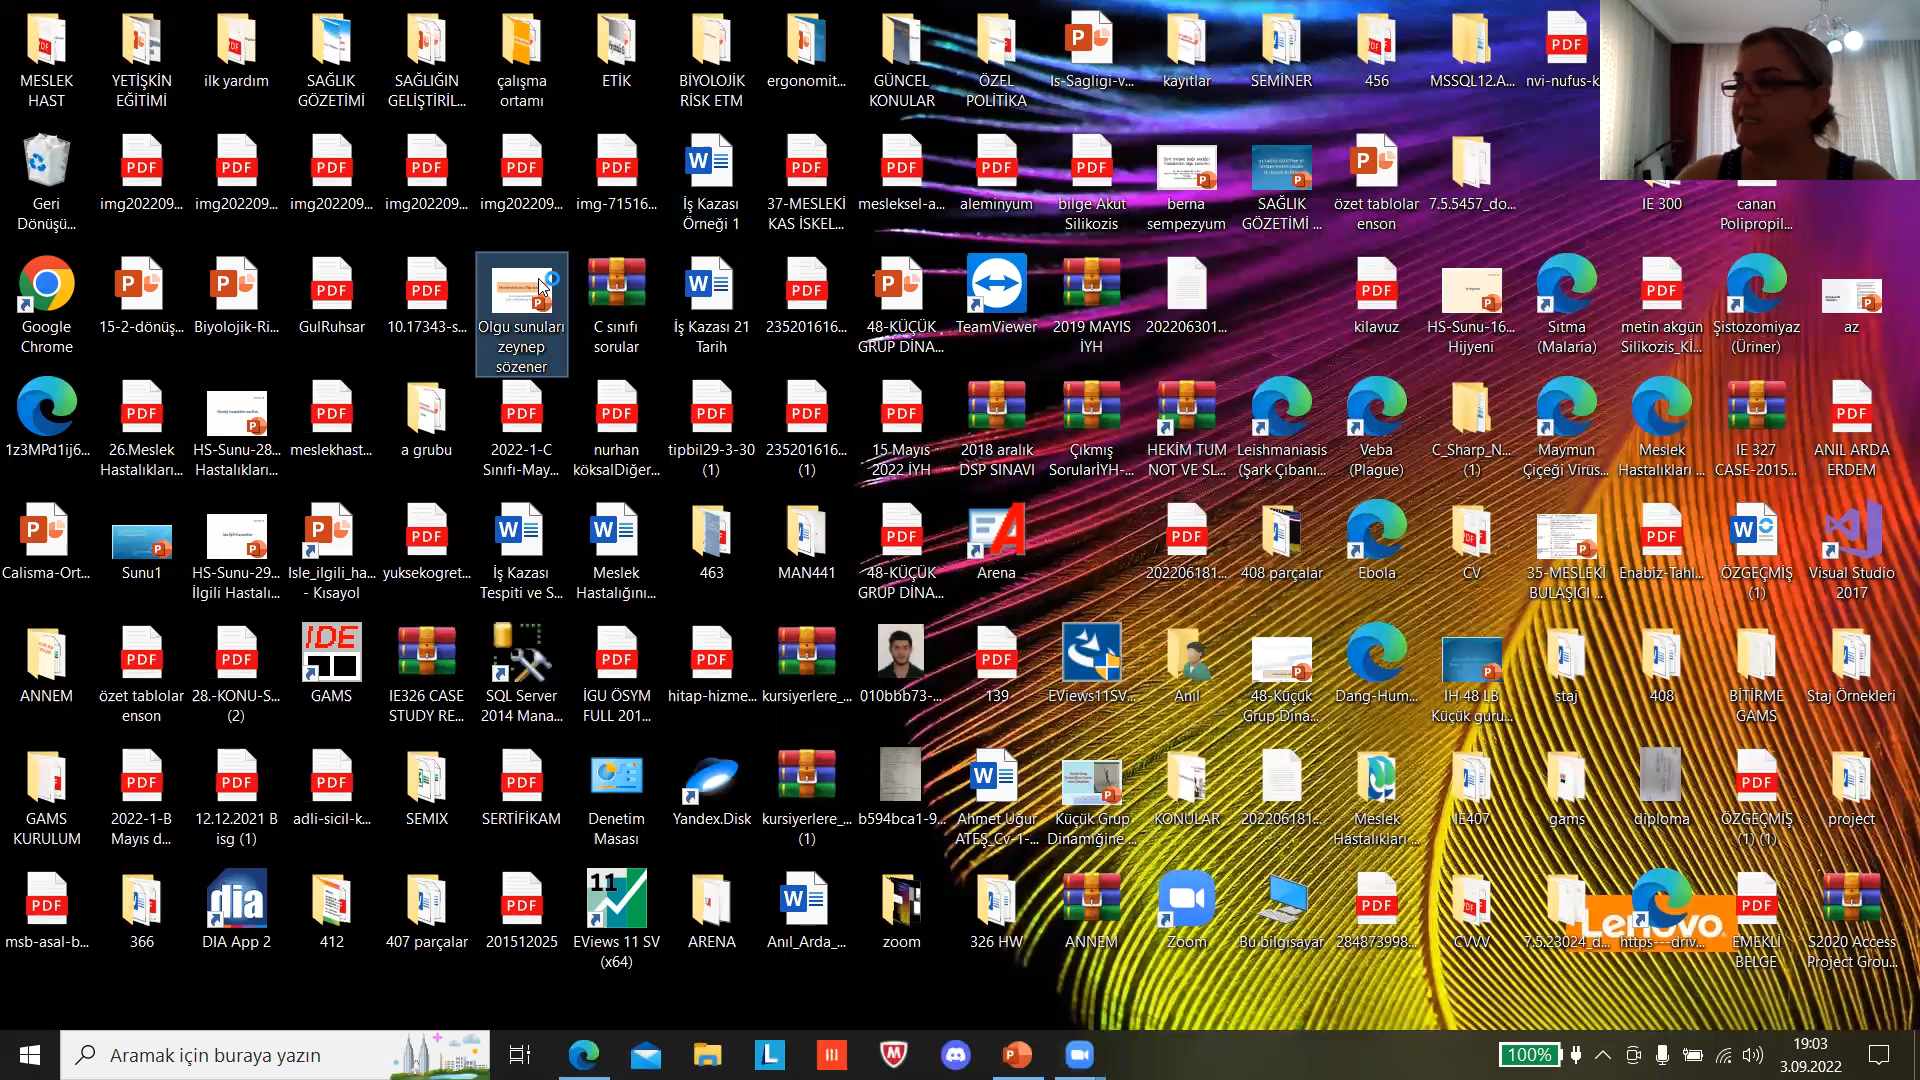 MESLEK
HAST
YETİŞKİN
EĞİTİMİ
ilk yardım
SAĞLIK
GÖZETİMİ
SAĞLIĞIN
GELİŞTİRİL...
çalışma
ortamı
ETİK
BİYOLOJİK
RİSK ETM
ergonomit...
GÜNCEL
KONULAR
ÖZEL
POLİTİKA
Is-Sagligi-v...
kayıtlar
SEMİNER
456
MSSQL12.A...
nvi-nufus-k
Geri
Dönüşü...
img202209...
img202209...
img202209...
img202209...
img202209...
img-71516...
İş Kazası
Örneği 1
37-MESLEKİ
KAS İSKEL...
mesleksel-a...
aleminyum
bilge Akut
Silikozis
berna
sempezyum
SAĞLIK
GÖZETİMİ ...
özet tablolar
enson
7.5.5457_do...
IE 300
canan
Polipropil...
Google
Chrome
15-2-dönüş...
Biyolojik-Ri...
GulRuhsar
10.17343-s...
Olgu sunuları
zeynep
sözener
C sınıfı
sorular
İş Kazası 21
Tarih
235201616...
48-KÜÇÜK
GRUP DİNA...
TeamViewer
2019 MAYIS
İYH
202206301...
kilavuz
HS-Sunu-16...
Hijyeni
Sıtma
(Malaria)
metin akgün
Silikozis_Kİ...
Şistozomiyaz
(Üriner)
az
1z3MPd1ij6...
26.Meslek
Hastalıkları...
HS-Sunu-28...
Hastalıkları...
meslekhast...
a grubu
2022-1-C
Sınıfı-May...
nurhan
köksalDiğer...
tipbil29-3-30
(1)
235201616...
(1)
15 Mayıs
2022 İYH
2018 aralık
DSP SINAVI
Çıkmış
SorularİYH-...
HEKİM TUM
NOT VE SL...
Leishmaniasis
(Şark Çıbanı...
Veba
(Plague)
C_Sharp_N...
(1)
Maymun
Çiçeği Virüs...
Meslek
Hastalıkları ...
IE 327
CASE-2015...
ANIL ARDA
ERDEM
Calisma-Ort...
Sunu1
HS-Sunu-29...
İlgili Hastalı...
Isle_ilgili_ha...
- Kısayol
yuksekogret...
İş Kazası
Tespiti ve S...
Meslek
Hastalığını...
463
MAN441
48-KÜÇÜK
GRUP DİNA...
Arena
202206181...
408 parçalar
Ebola
CV
35-MESLEKİ
BULAŞICI ...
Enabiz-Tahl...
ÖZGEÇMİŞ
(1)
Visual Studio
2017
ANNEM
özet tablolar
enson
28.-KONU-S...
(2)
IDE
GAMS
IE326 CASE
STUDY RE...
SQL Server
2014 Mana...
İGU ÖSYM
FULL 201...
hitap-hizme...
kursiyerlere_...
010bbb73-...
139
EViews11SV...
Anıl
48-Küçük
Grup Dina...
Dang-Hum...
IH 48 LB
Küçük guru...
staj
408
BİTİRME
GAMS
Staj Örnekleri
GAMS
KURULUM
2022-1-B
Mayıs d...
12.12.2021 B
isg (1)
adli-sicil-k...
SEMIX
SERTİFİKAM
Denetim
Masası
Yandex.Disk
kursiyerlere_...
(1)
b594bca1-9...
Ahmet Uğur
ATEŞ_Cv-1-...
Küçük Grup
Dinamiğine ...
KONULAR
202206181...
Meslek
Hastalıkları ...
IE407
gams
diploma
ÖZGEÇMİŞ
(1) (1)
project
msb-asal-b...
366
dia
DIA App 2
412
407 parçalar
201512025
11
EViews 11 SV
(x64)
ARENA
Anıl_Arda_...
zoom
326 HW
ANNEM
Zoom
Bu bilgisayar
284873998...
CVVV
7.5.23024_d...
Lenovo
https---driv...
EMEKLİ
BELGE
S2020 Access
Project Grou...
Aramak için buraya yazın
100%
19:03
3.09.2022